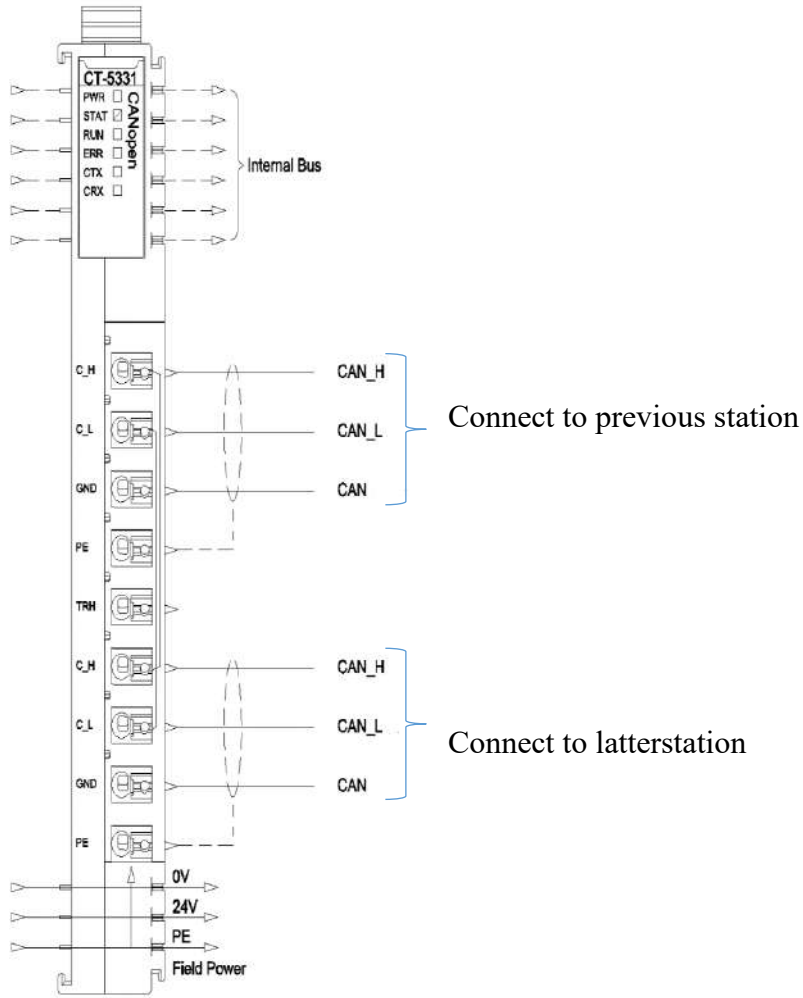 CT-5331
CANopen
PWR
STAT
RUN
ERR
CTX
CRX
Internal Bus
C_H CAN_H
C_L CAN_L
GND CAN
PE
Connect to previous station
TRH
C_H CAN_H
C_L CAN_L
GND CAN
PE
Connect to latterstation
0V
24V
PE
Field Power